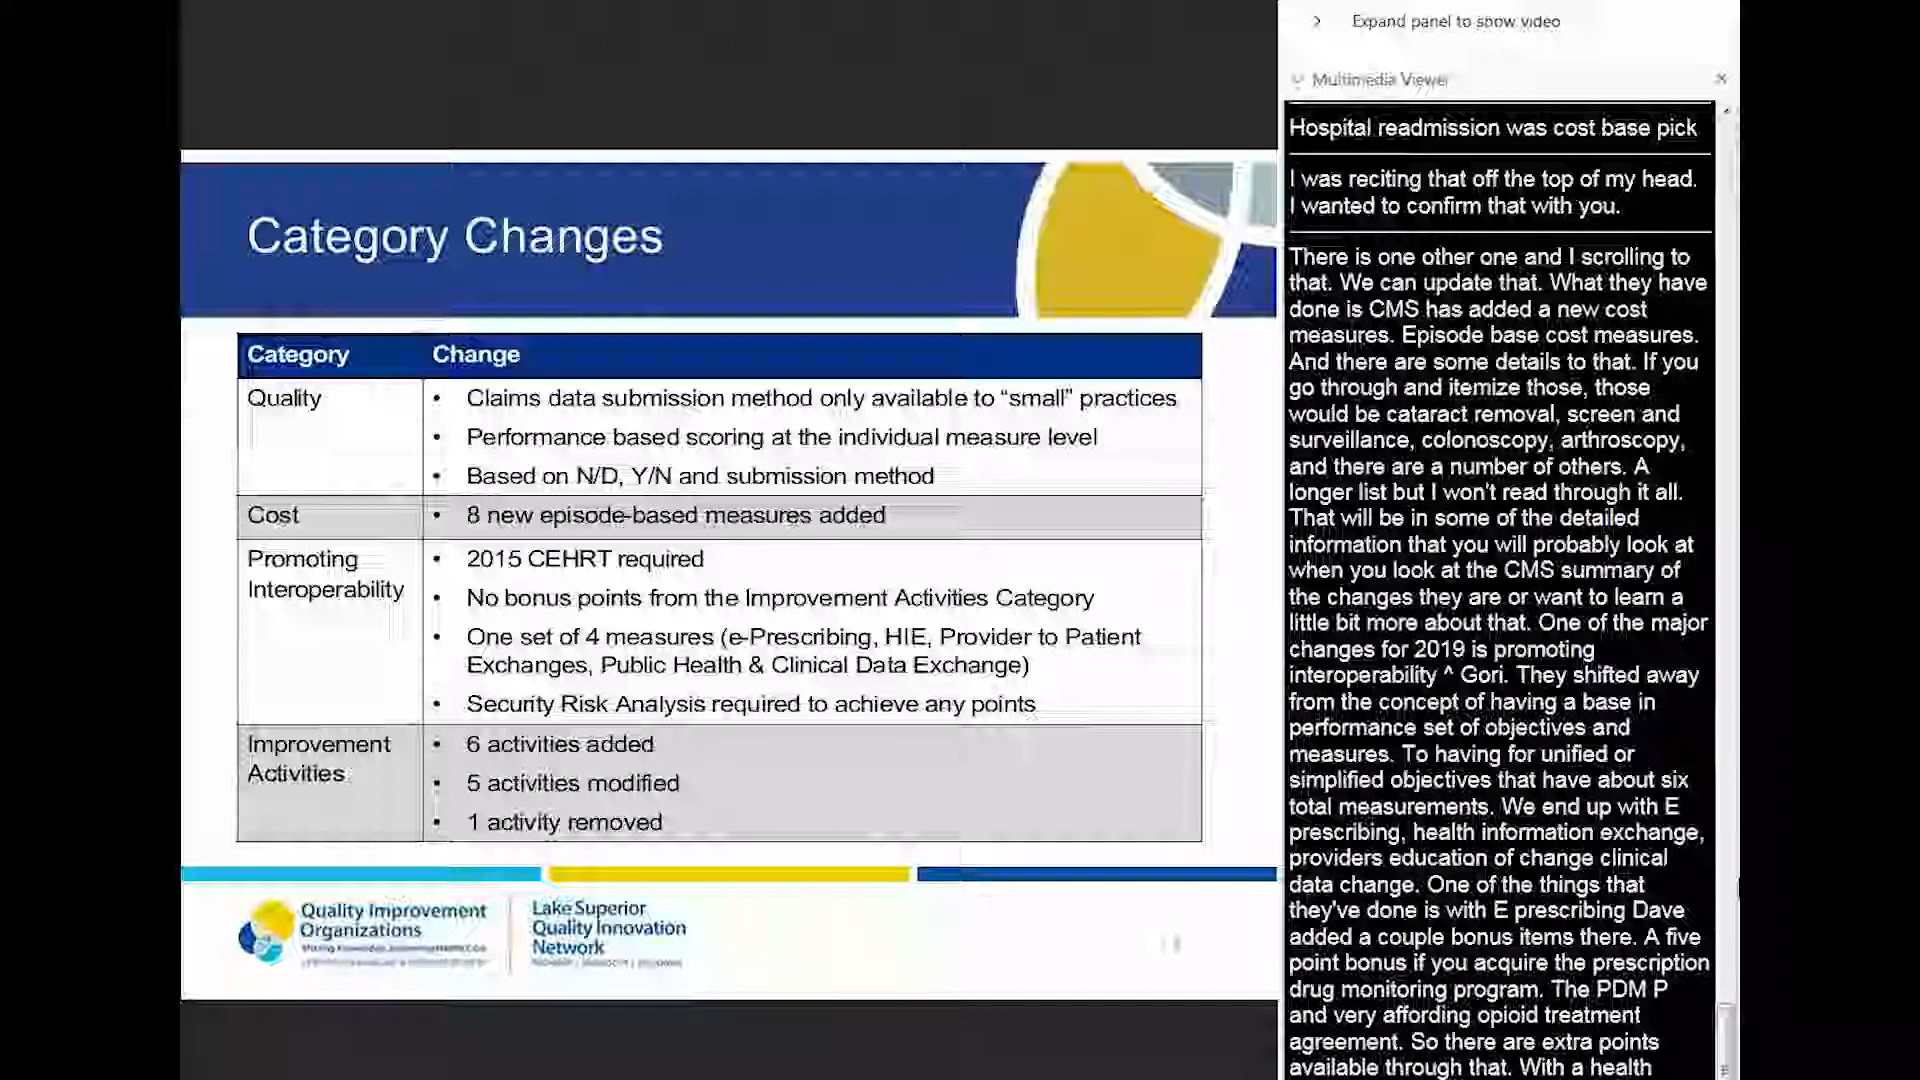 Expand panel to show video
Multimedia Viewer
Category Changes
Category Change
Quality
• Claims data submission method only available to “small” practices
• Performance based scoring at the individual measure level
• Based on N/D, Y/N and submission method
Cost
• 8 new episode-based measures added
Promoting
Interoperability
• 2015 CEHRT required
• No bonus points from the Improvement Activities Category
• One set of 4 measures (e-Prescribing, HIE, Provider to Patient
Exchanges, Public Health & Clinical Data Exchange)
• Security Risk Analysis required to achieve any points
Improvement
Activities
• 6 activities added
• 5 activities modified
• 1 activity removed
Quality Improvement
Organizations
Lake Superior
Quality Innovation
Network
Hospital readmission was cost base pick
I was reciting that off the top of my head.
I wanted to confirm that with you.
There is one other one and I scrolling to
that. We can update that. What they have
done is CMS has added a new cost
measures. Episode base cost measures.
And there are some details to that. If you
go through and itemize those, those
would be cataract removal, screen and
surveillance, colonoscopy, arthroscopy,
and there are a number of others. A
longer list but I won't read through it all.
That will be in some of the detailed
information that you will probably look at
when you look at the CMS summary of
the changes they are or want to learn a
little bit more about that. One of the major
changes for 2019 is promoting
interoperability ^ Gori. They shifted away
from the concept of having a base in
performance set of objectives and
measures. To having for unified or
simplified objectives that have about six
total measurements. We end up with E
prescribing, health information exchange,
providers education of change clinical
data change. One of the things that
they've done is with E prescribing Dave
added a couple bonus items there. A five
point bonus if you acquire the prescription
drug monitoring program. The PDM P
and very affording opioid treatment
agreement. So there are extra points
available through that. With a health